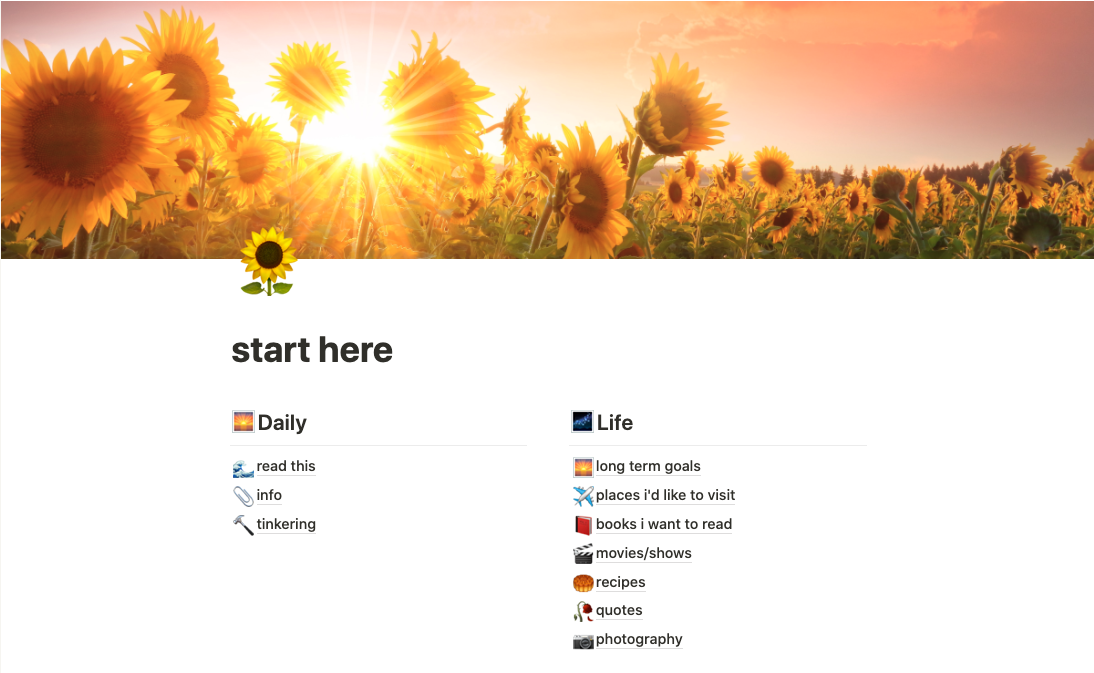 start here
Daily
read this
info
tinkering
Life
long term goals
places i'd like to visit
books i want to read
movies/shows
recipes
quotes
photography